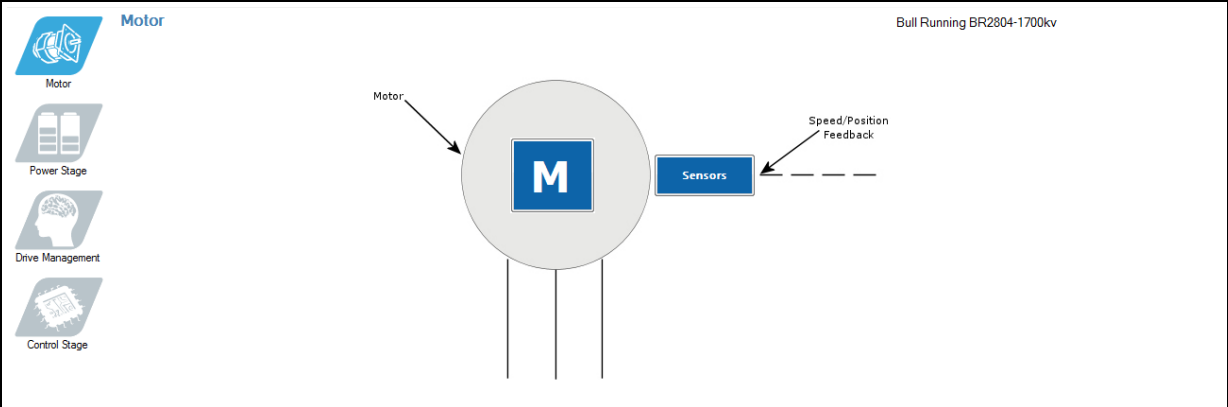 Motor
Bull Running BR2804-1700kv
Motor
Power Stage
Drive Management
Control Stage
Motor
M
Sensors
Speed/Position
Feedback